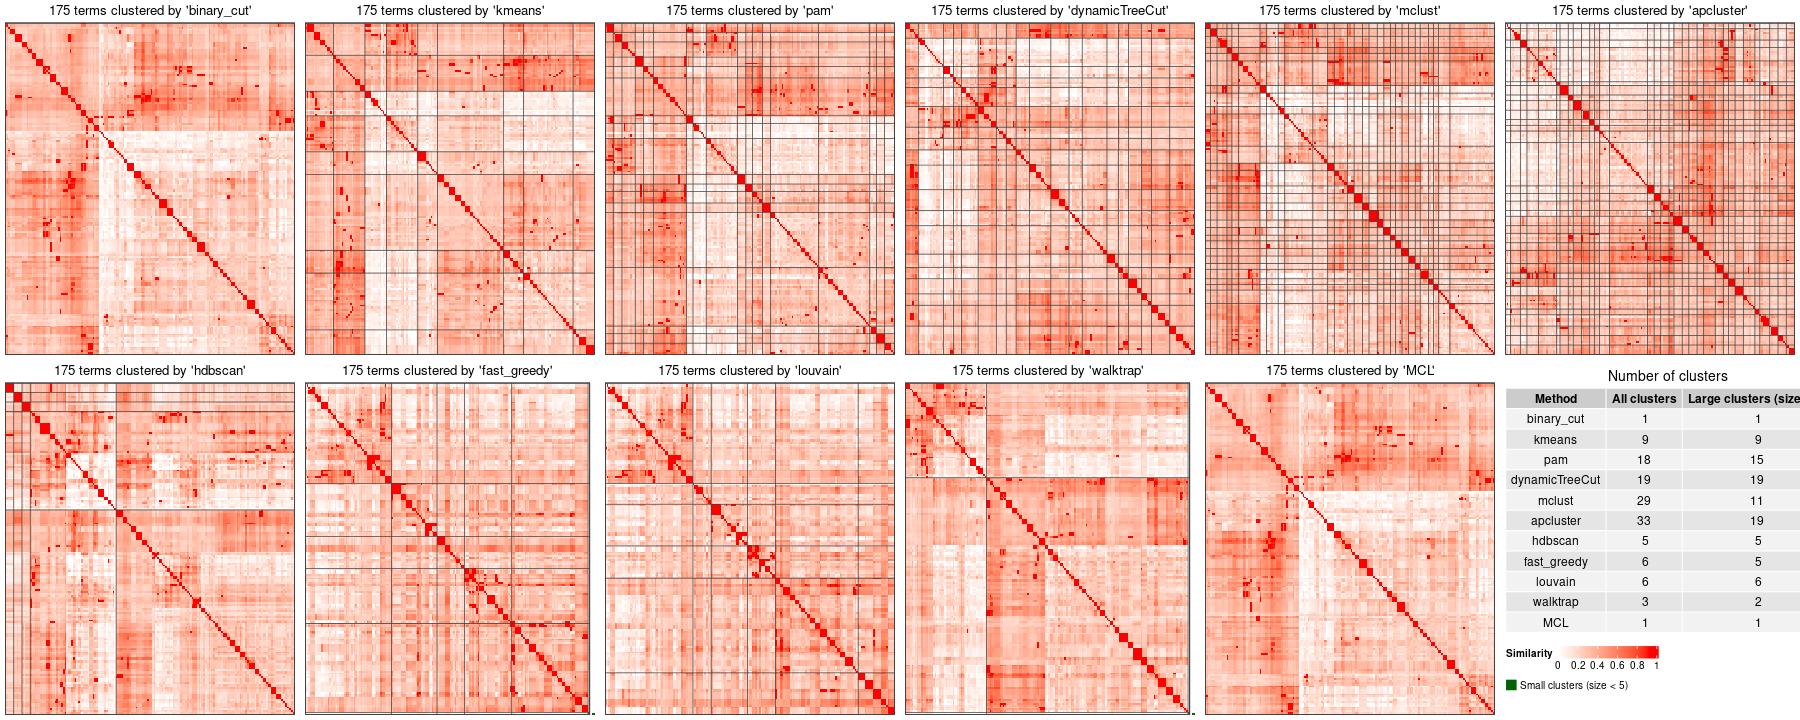 175 terms clustered by 'binary_cut'
175 terms clustered by 'kmeans'
175 terms clustered by 'pam'
175 terms clustered by 'dynamicTreeCut'
175 terms clustered by 'mclust'
175 terms clustered by 'apcluster'
175 terms clustered by 'hdbscan'
175 terms clustered by 'fast_greedy'
175 terms clustered by 'louvain'
175 terms clustered by 'walktrap'
175 terms clustered by 'MCL'
Number of clusters
Method All clusters Large clusters (size
binary_cut 1 1
kmeans 9 9
pam 18 15
dynamicTreeCut 19 19
mclust 29 11
apcluster 33 19
hdbscan 5 5
fast_greedy 6 5
louvain 6 6
walktrap 3 2
MCL 1 1
Similarity
0 0.2 0.4 0.6 0.8 1
Small clusters (size < 5)